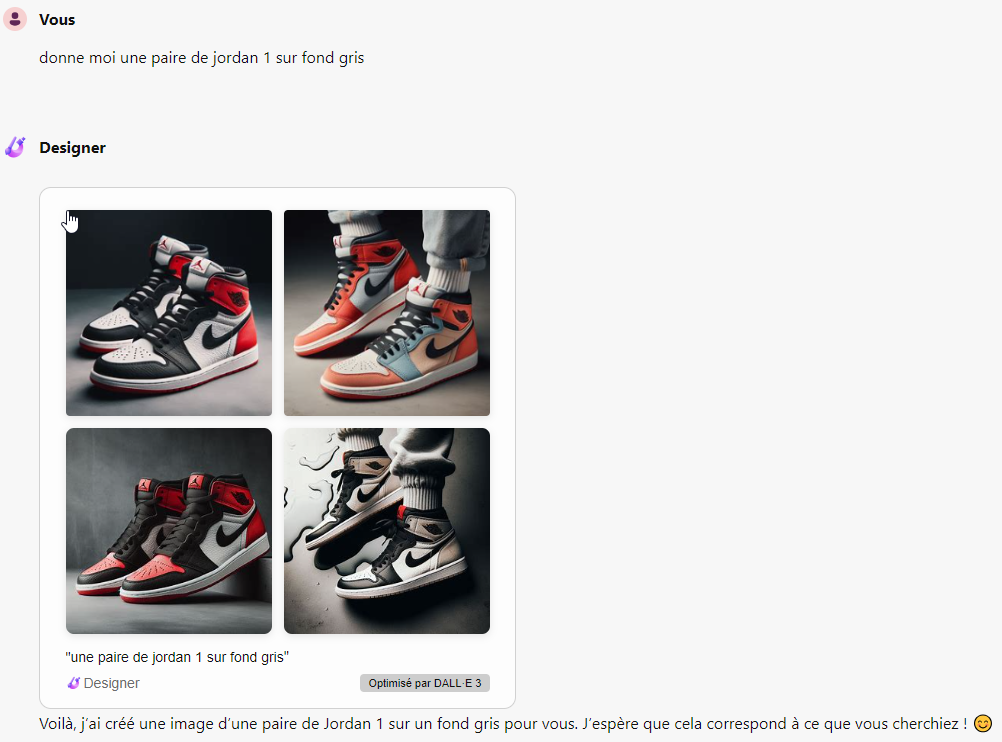 Vous
donne moi une paire de jordan 1 sur fond gris
Designer
"une paire de jordan 1 sur fond gris"
Designer
Optimisé par DALL·E 3
Voilà, j’ai créé une image d’une paire de Jordan 1 sur un fond gris pour vous. J’espère que cela correspond à ce que vous cherchiez ! 😊